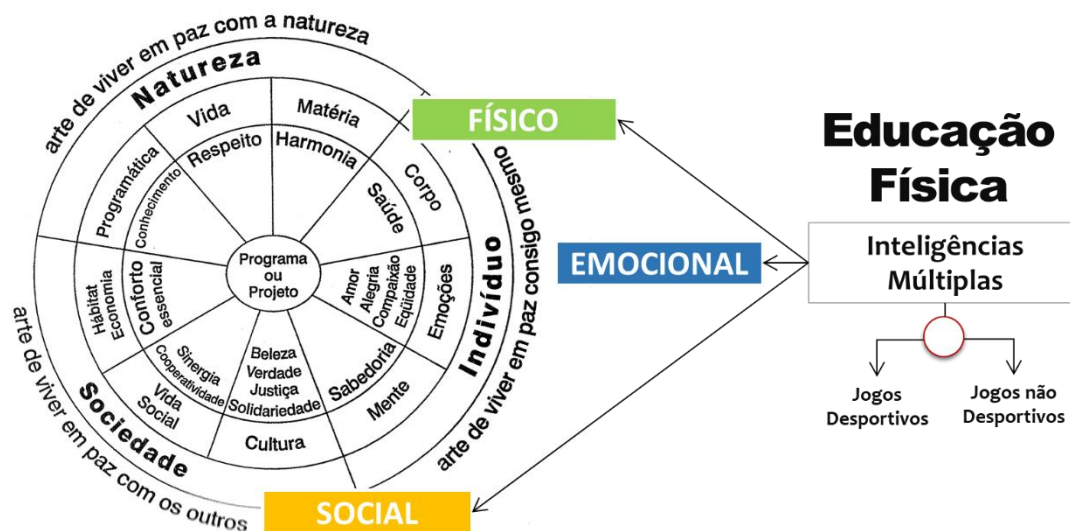 arte de viver em paz com a natureza
Natureza
Vida
Matéria
Programática
Respeito
Harmonia
Conhecimento
FÍSICO
Corpo
Saúde
arte de viver em paz consigo mesmo
Indivíduo
Emoções
Amor
Alegria
Compaixão
Eqüidade
Programa
ou
Projeto
Conforto
essencial
Hábitat
Economia
Sinergia
Cooperatividade
Beleza
Verdade
Justiça
Solidariedade
Sabedoria
Mente
Vida
Social
Cultura
Sociedade
arte de viver em paz com os outros
SOCIAL
EMOCIONAL
Educação
Física
Inteligências
Múltiplas
Jogos
Desportivos
Jogos não
Desportivos